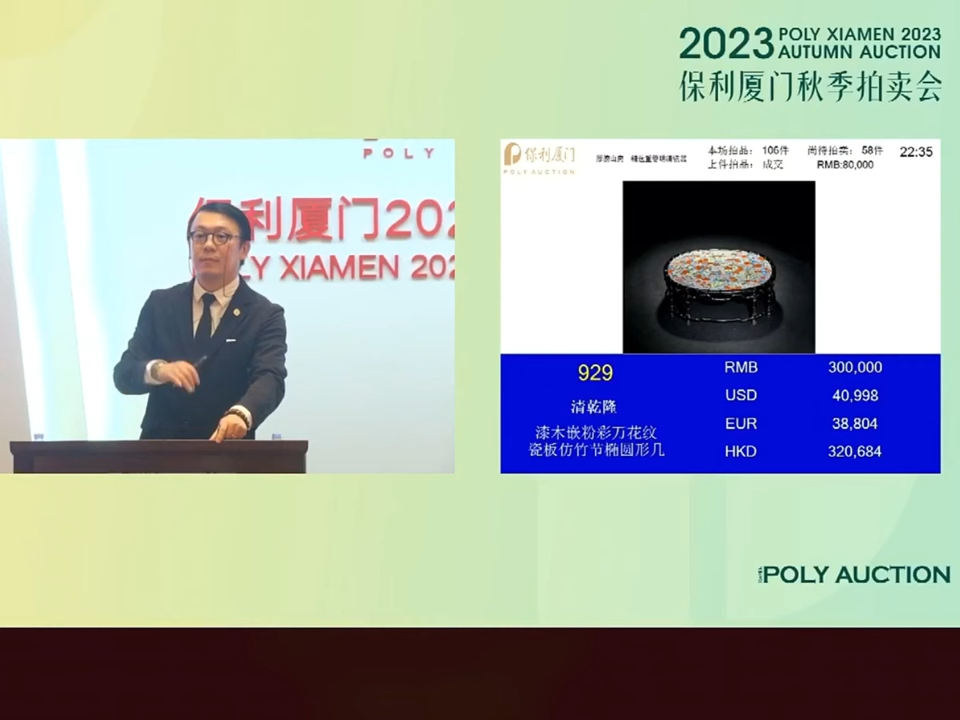 2023 POLY XIAMEN 2023
AUTUMN AUCTION
保利厦门秋季拍卖会
POLY
保利厦门202
POLY XIAMEN 202
保利厦门
POLY AUCTION
本场拍品: 106件 尚待拍卖: 58件 22:35
上件拍品: 成交 RMB:80,000
929
清乾隆
漆木嵌粉彩万花纹
瓷板仿竹节椭圆形几
RMB 300,000
USD 40,998
EUR 38,804
HKD 320,684
POLY AUCTION